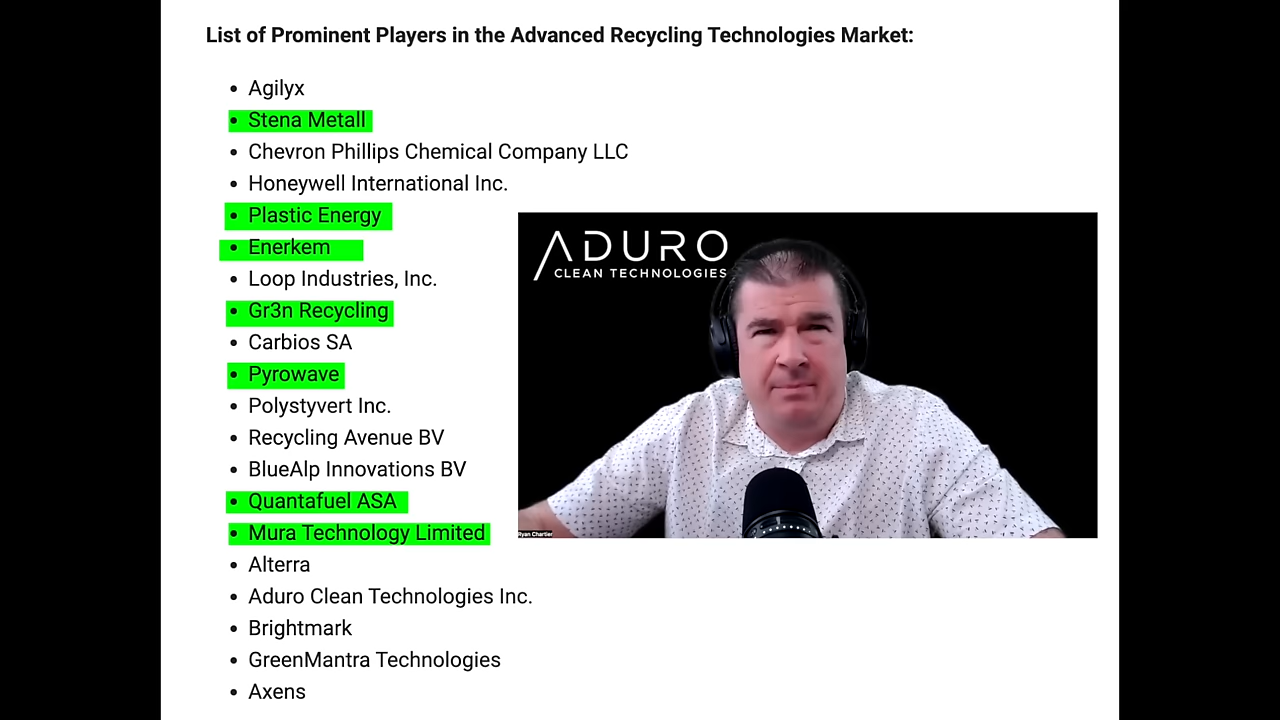 List of Prominent Players in the Advanced Recycling Technologies Market:
• Agilyx
• Stena Metall
• Chevron Phillips Chemical Company LLC
• Honeywell International Inc.
• Plastic Energy
• Enerkem
• Loop Industries, Inc.
• Gr3n Recycling
• Carbios SA
• Pyrowave
• Polystyvert Inc.
• Recycling Avenue BV
• BlueAlp Innovations BV
• Quantafuel ASA
• Mura Technology Limited
• Alterra
• Aduro Clean Technologies Inc.
• Brightmark
• GreenMantra Technologies
• Axens
ADURO
CLEAN TECHNOLOGIES
Ryan Chartier